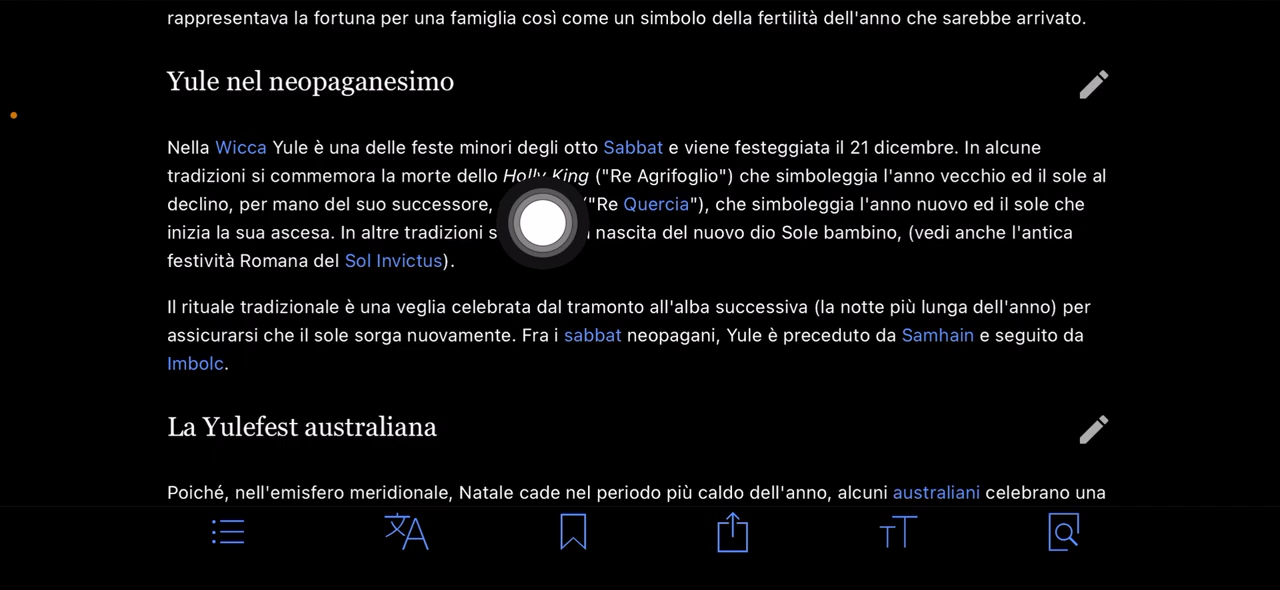 rappresentava la fortuna per una famiglia così come un simbolo della fertilità dell'anno che sarebbe arrivato.
Yule nel neopaganesimo
Nella Wicca Yule è una delle feste minori degli otto Sabbat e viene festeggiata il 21 dicembre. In alcune
tradizioni si commemora la morte dello Holly King ("Re Agrifoglio") che simboleggia l'anno vecchio ed il sole al
declino, per mano del suo successore, ("Re Quercia"), che simboleggia l'anno nuovo ed il sole che
inizia la sua ascesa. In altre tradizioni nascita del nuovo dio Sole bambino, (vedi anche l'antica
festività Romana del Sol Invictus).
Il rituale tradizionale è una veglia celebrata dal tramonto all'alba successiva (la notte più lunga dell'anno) per
assicurarsi che il sole sorga nuovamente. Fra i sabbat neopagani, Yule è preceduto da Samhain e seguito da
Imbolc.
La Yulefest australiana
Poiché, nell'emisfero meridionale, Natale cade nel periodo più caldo dell'anno, alcuni australiani celebrano una